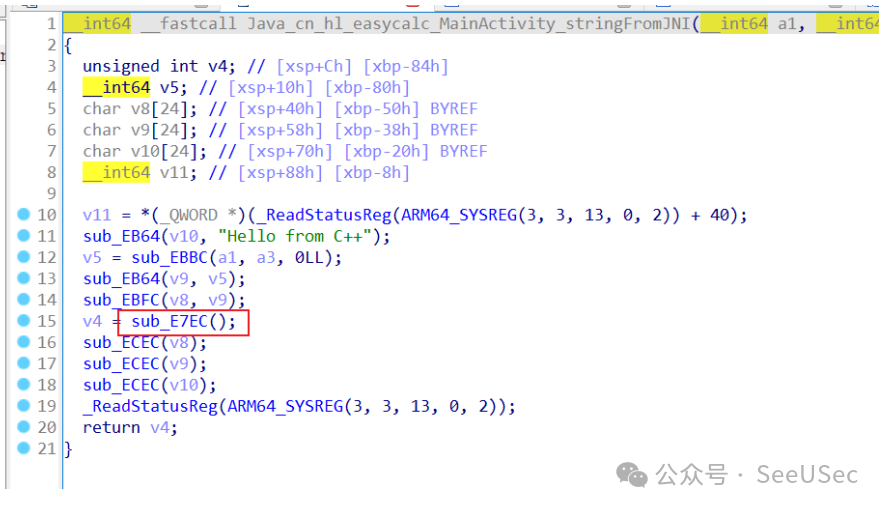 1 __int64 __fastcall Java_cn_hl_easycalc_MainActivity_stringFromJNI(__int64 a1, __int64
2 {
3 unsigned int v4; // [xsp+Ch] [xbp-84h]
4 __int64 v5; // [xsp+10h] [xbp-80h]
5 char v8[24]; // [xsp+40h] [xbp-50h] BYREF
6 char v9[24]; // [xsp+58h] [xbp-38h] BYREF
7 char v10[24]; // [xsp+70h] [xbp-20h] BYREF
8 __int64 v11; // [xsp+88h] [xbp-8h]
9
10 v11 = *(_QWORD *)(_ReadStatusReg(ARM64_SYSREG(3, 3, 13, 0, 2)) + 40);
11 sub_EB64(v10, "Hello from C++");
12 v5 = sub_EBBC(a1, a3, 0LL);
13 sub_EB64(v9, v5);
14 sub_EBFC(v8, v9);
15 v4 = sub_E7EC();
16 sub_ECEC(v8);
17 sub_ECEC(v9);
18 sub_ECEC(v10);
19 _ReadStatusReg(ARM64_SYSREG(3, 3, 13, 0, 2));
20 return v4;
21 }
公众号 · SeeUSec